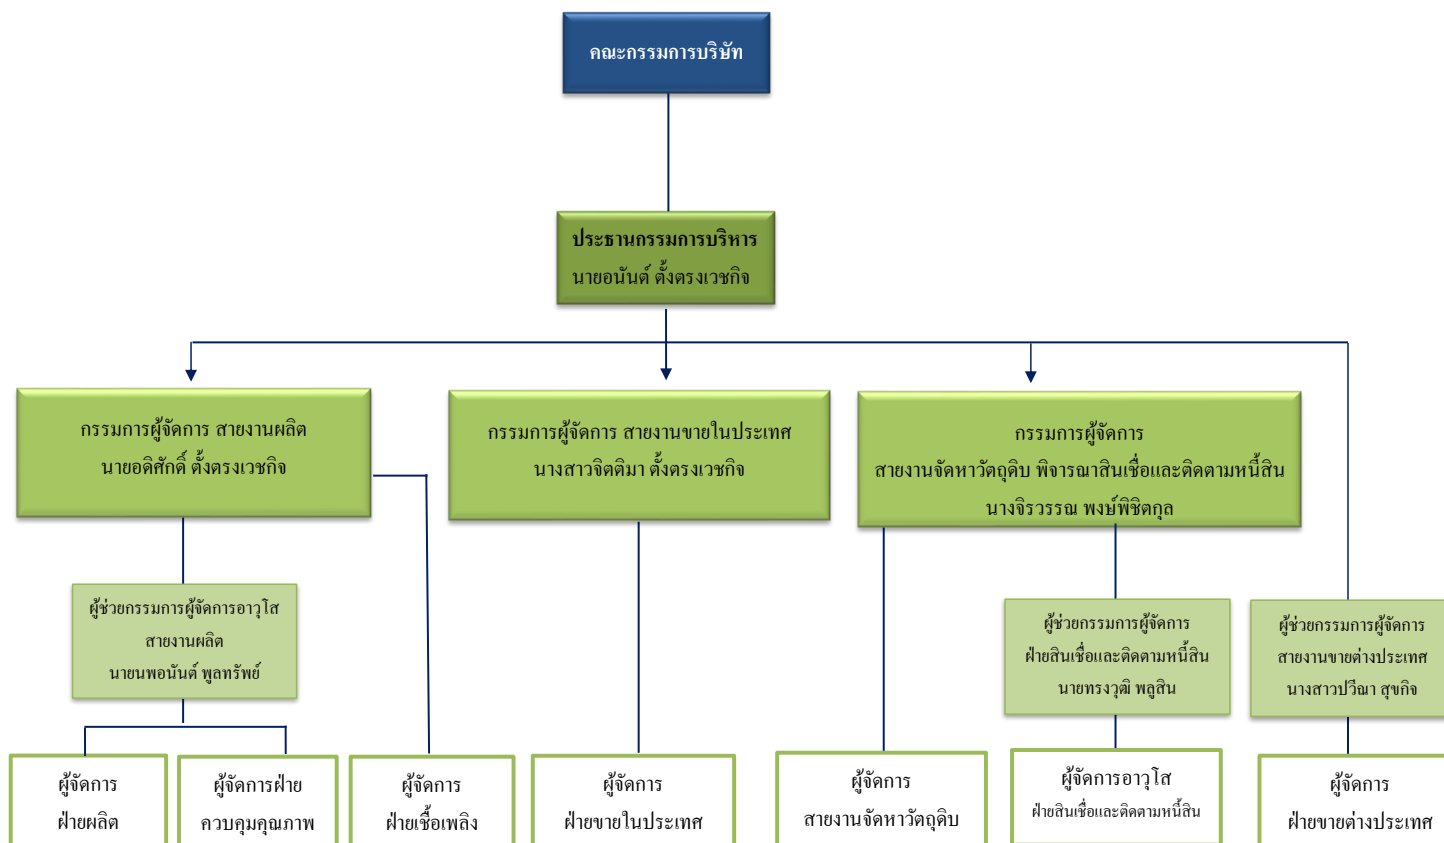 คณะกรรมการบริษัท
ประธานกรรมการบริหาร
นายอนันต์ ตั้งตรงเวชกิจ
กรรมการผู้จัดการ สายงานผลิต
นายอดิศักดิ์ ตั้งตรงเวชกิจ
กรรมการผู้จัดการ สายงานขายในประเทศ
นางสาวจิตติมา ตั้งตรงเวชกิจ
กรรมการผู้จัดการ
สายงานจัดหาวัตถุดิบ พิจารณาสินเชื่อและติดตามหนี้สิน
นางจิรวรรณ พงษ์พิชิตกุล
ผู้ช่วยกรรมการผู้จัดการอาวุโส
สายงานผลิต
นายนพอนันต์ พูลทรัพย์
ผู้ช่วยกรรมการผู้จัดการ
ฝ่ายสินเชื่อและติดตามหนี้สิน
นายทรงวุฒิ พลูสิน
ผู้ช่วยกรรมการผู้จัดการ
สายงานขายต่างประเทศ
นางสาวปวีณา สุขกิจ
ผู้จัดการ
ฝ่ายผลิต
ผู้จัดการฝ่าย
ควบคุมคุณภาพ
ผู้จัดการ
ฝ่ายเชื้อเพลิง
ผู้จัดการ
ฝ่ายขายในประเทศ
ผู้จัดการ
สายงานจัดหาวัตถุดิบ
ผู้จัดการอาวุโส
ฝ่ายสินเชื่อและติดตามหนี้สิน
ผู้จัดการ
ฝ่ายขายต่างประเทศ